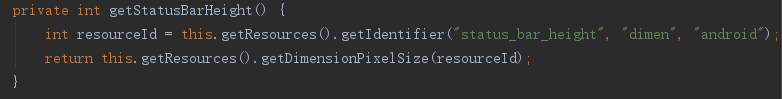 private int getStatusBarHeight() {
    int resourceId = this.getResources().getIdentifier("status_bar_height", "dimen", "android");
    return this.getResources().getDimensionPixelSize(resourceId);
}